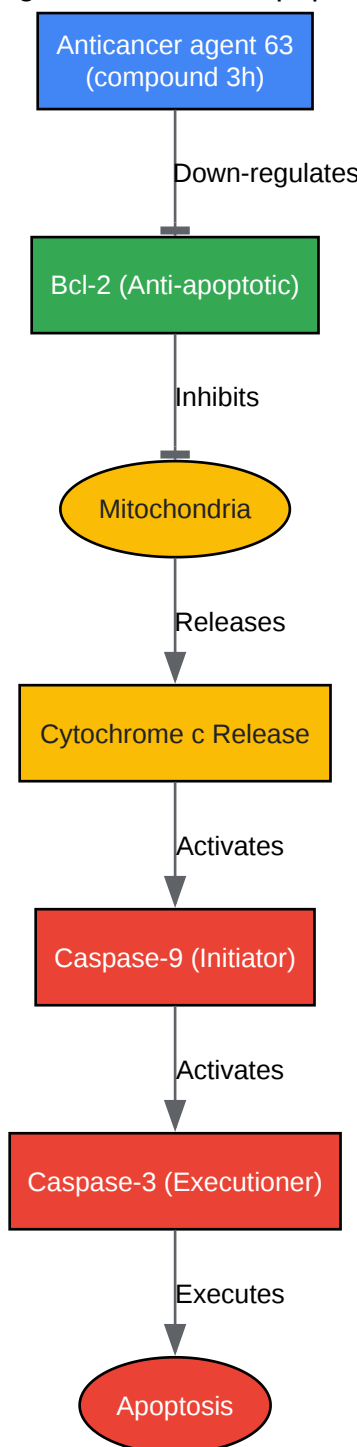 Anticancer agent 63
(compound 3h)
Down-regulates
Bcl-2 (Anti-apoptotic)
Inhibits
Mitochondria
Releases
Cytochrome c Release
Activates
Caspase-9 (Initiator)
Activates
Caspase-3 (Executioner)
Executes
Apoptosis